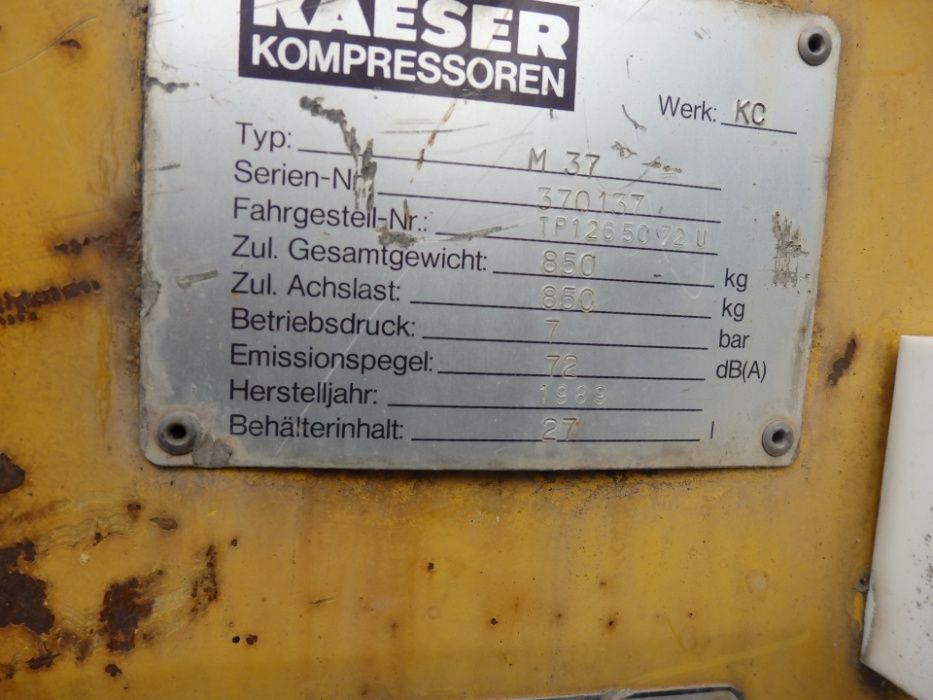 KAESER
KOMPRESSOREN
Werk: KC
Typ: M 37
Serien-Nr 370137
Fahrgestell-Nr.: TP1265072 U
Zul. Gesamtgewicht: 850 kg
Zul. Achslast: 850 kg
Betriebsdruck: 7 bar
Emissionspegel: 72 dB(A)
Herstelljahr: 1989
Behälterinhalt: 27 l